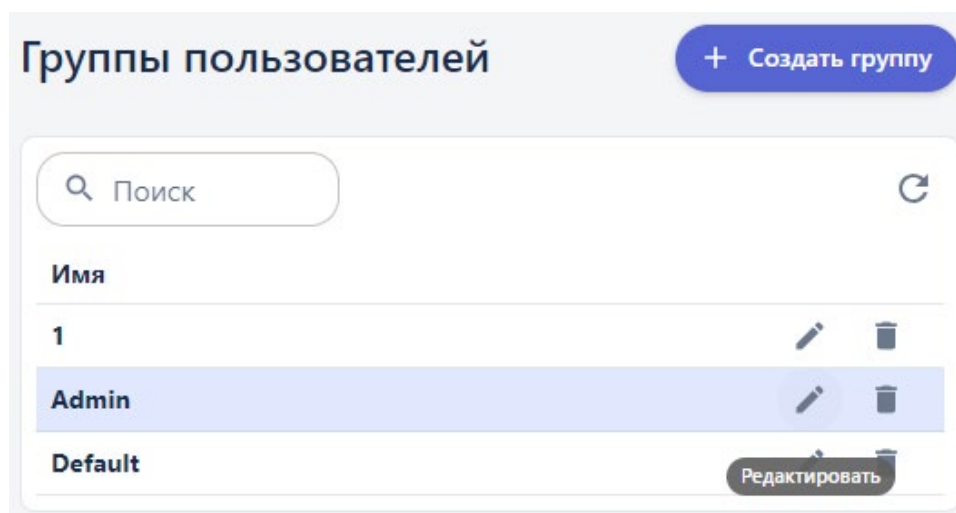 Группы пользователей
+ Создать группу
Поиск
Имя
1
Admin
Default
Редактировать